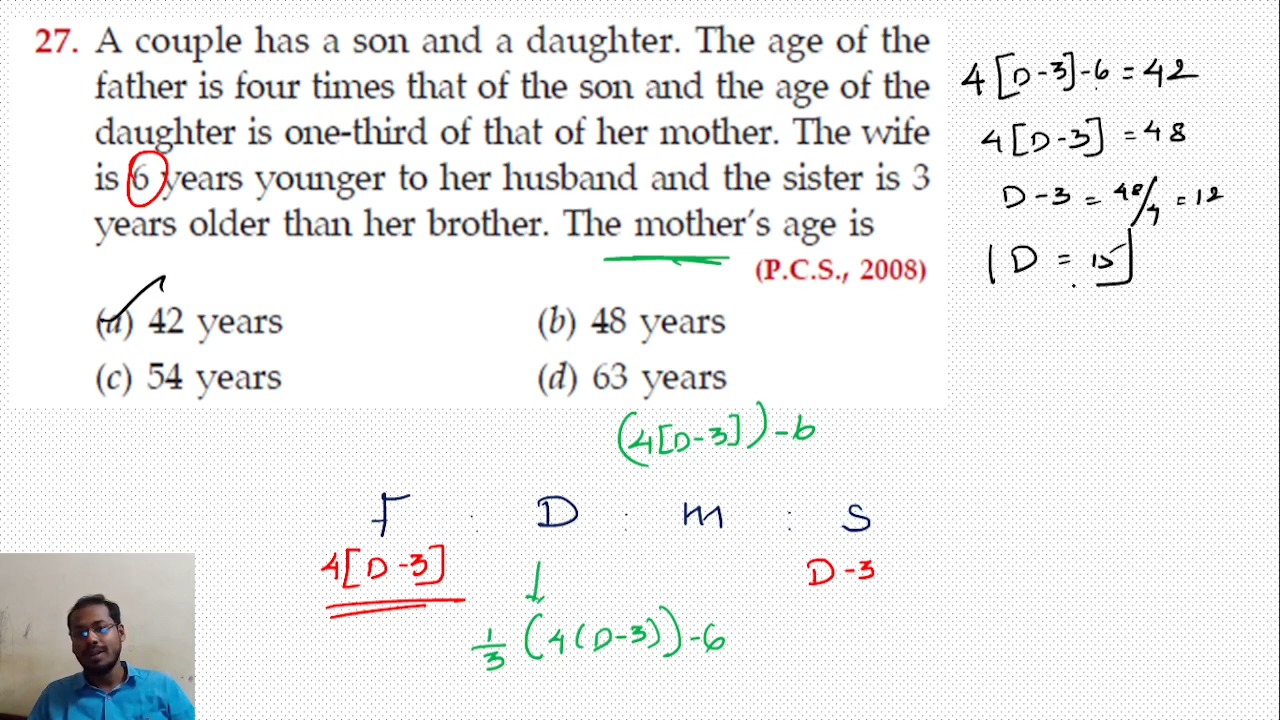 27. A couple has a son and a daughter. The age of the
father is four times that of the son and the age of the
daughter is one-third of that of her mother. The wife
is 6 years younger to her husband and the sister is 3
years older than her brother. The mother's age is
(P.C.S., 2008)
(a) 42 years (b) 48 years
(c) 54 years (d) 63 years
4[D-3]-6=42
4[D-3] = 48
D-3 = 48/4 = 12
D = 15
(4[D-3])-6
F : D : M : S
4[D-3] D-3
1/3 (4(D-3))-6